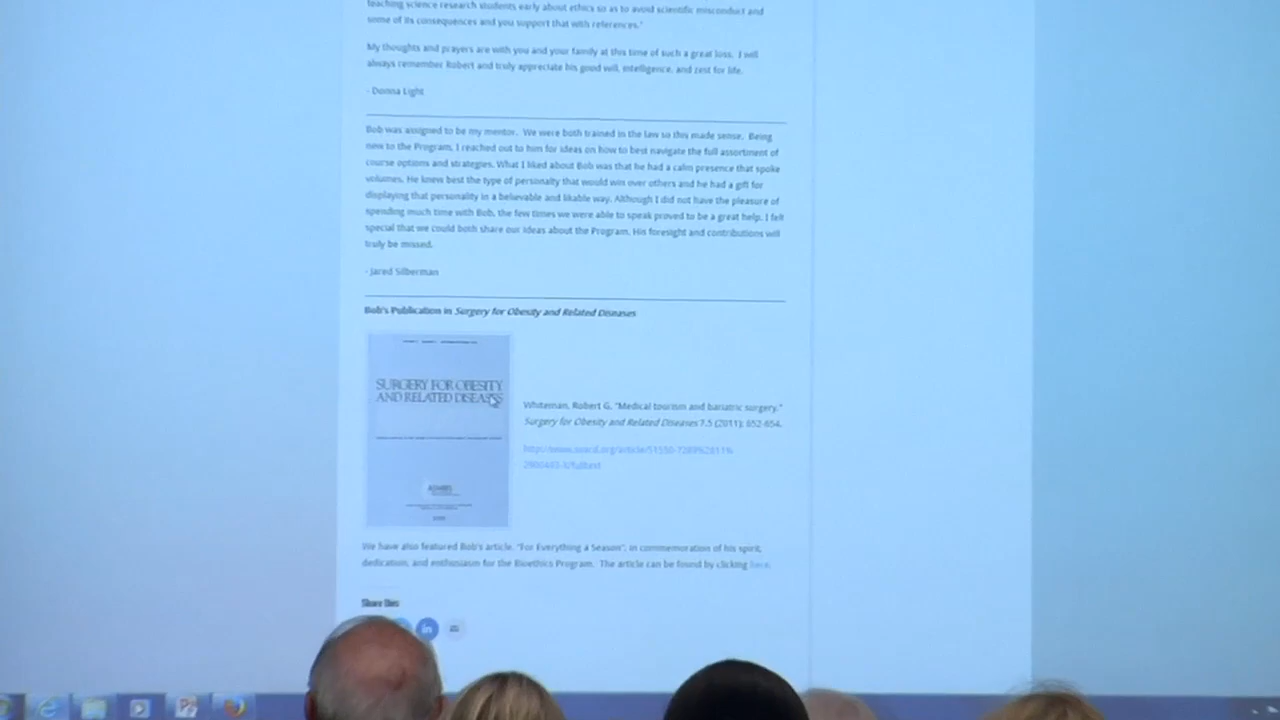 teaching science research students early about ethics so as to avoid scientific misconduct and
some of its consequences and you support that with references."
My thoughts and prayers are with you and your family at this time of such a great loss. I will
always remember Robert and truly appreciate his good will, intelligence, and zest for life.
- Donna Light
Bob was assigned to be my mentor. We were both trained in the law so this made sense. Being
new to the Program, I reached out to him for ideas on how to best navigate the full assortment of
course options and strategies. What I liked about Bob was that he had a calm presence that spoke
volumes. He knew best the type of personalty that would win over others and he had a gift for
displaying that personality in a believable and likable way. Although I did not have the pleasure of
spending much time with Bob, the few times we were able to speak proved to be a great help. I felt
special that we could both share our ideas about the Program. His foresight and contributions will
truly be missed.
- Jared Silberman
Bob's Publication in Surgery for Obesity and Related Diseases
SURGERY FOR OBESITY
AND RELATED DISEASES
Whiteman, Robert G. "Medical tourism and bariatric surgery."
Surgery for Obesity and Related Diseases 7.5 (2011): 652-654.
We have also featured Bob's article, "For Everything a Season", in commemoration of his spirit,
dedication, and enthusiasm for the Bioethics Program. The article can be found by clicking here.
Share this:
in